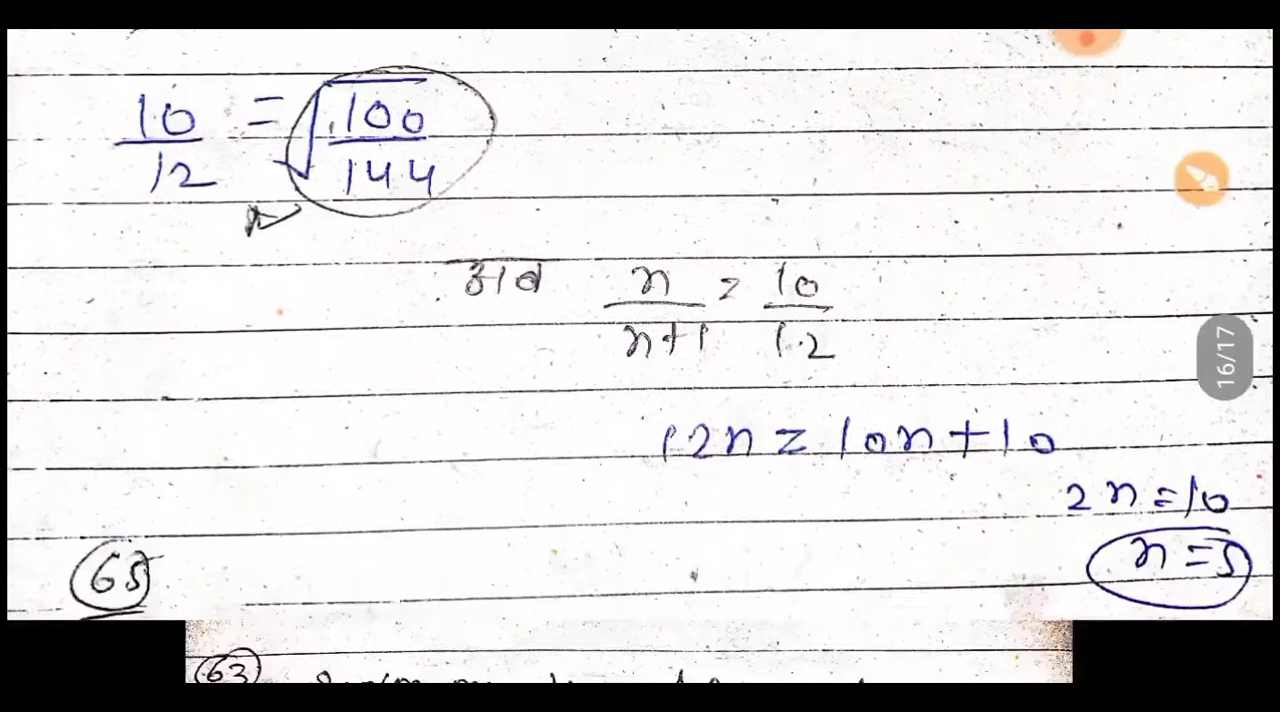 10/12 = √(100/144)
अब n/(n+1) = 10/12
12n = 10n + 10
2n = 10
n = 5
65
16/17
63